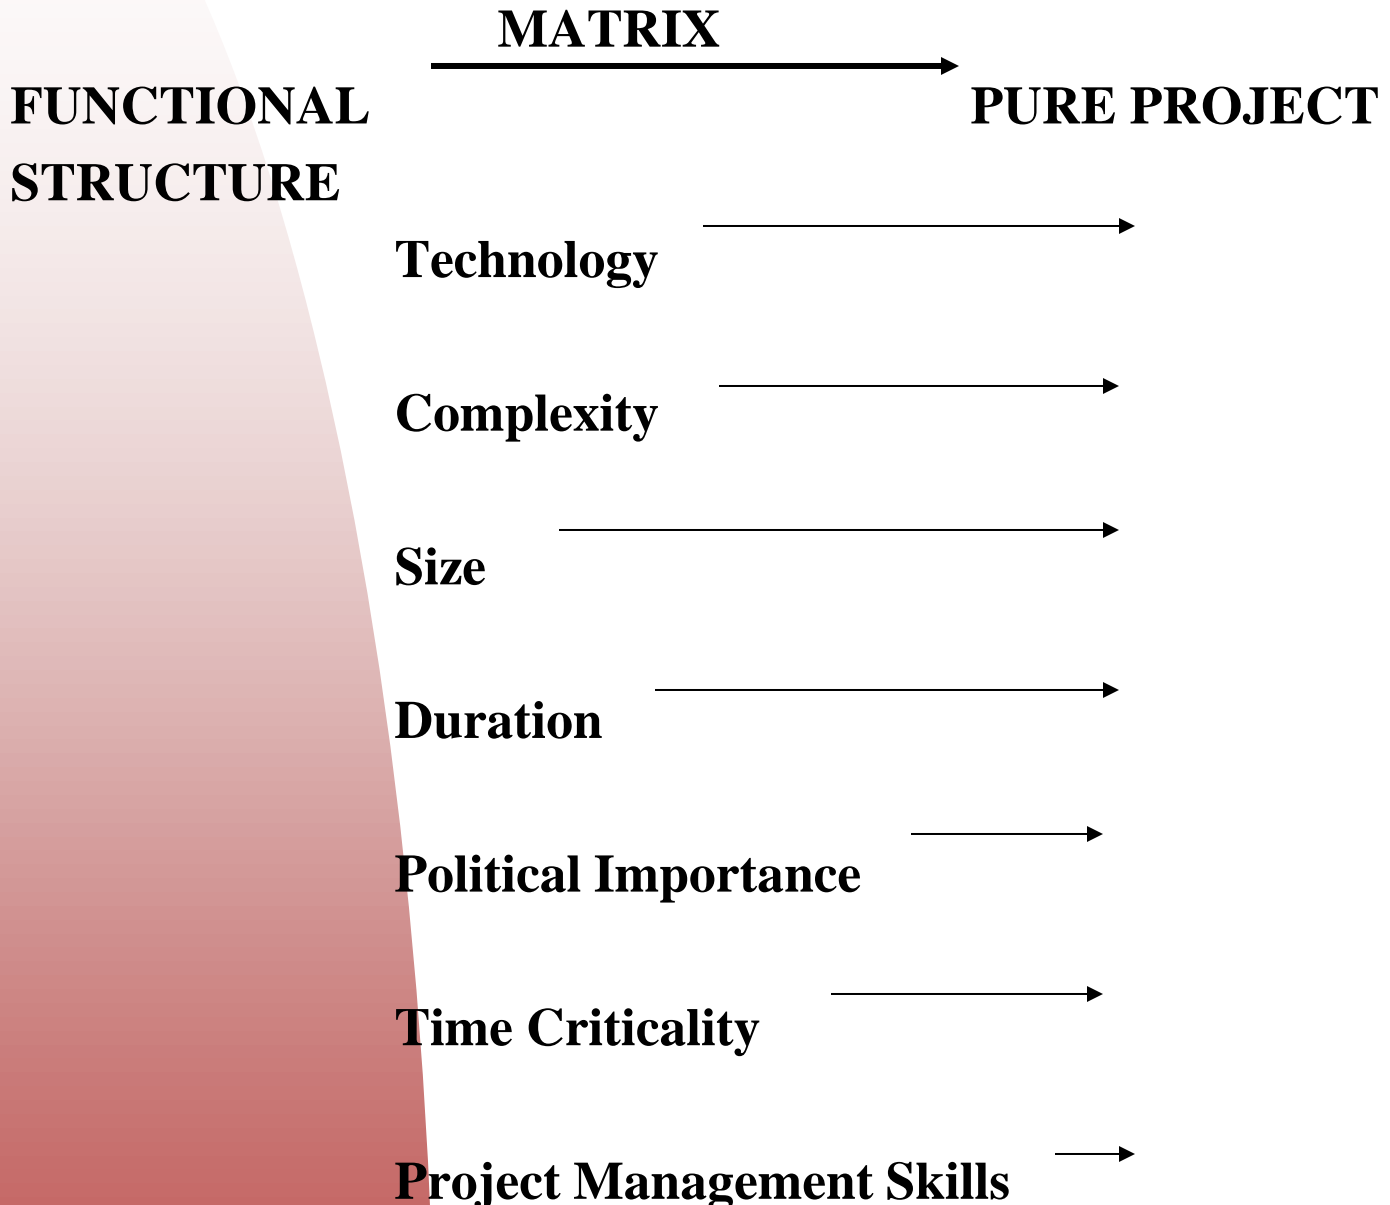 MATRIX
FUNCTIONAL PURE PROJECT
STRUCTURE
Technology
Complexity
Size
Duration
Political Importance
Time Criticality
Project Management Skills